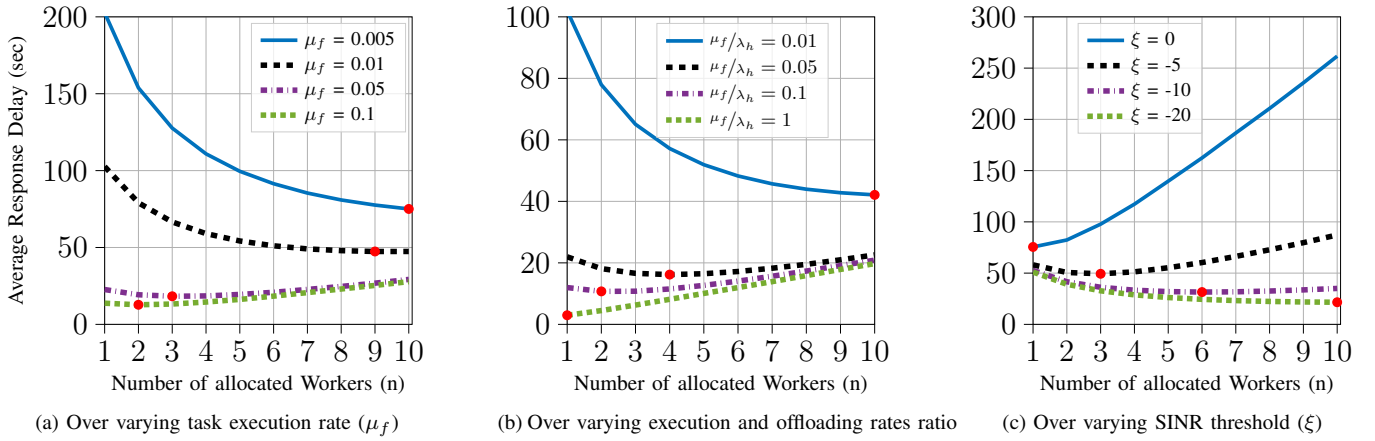 Average Response Delay (sec)
200
150
100
50
0
1 2 3 4 5 6 7 8 9 10
μ_f = 0.005
μ_f = 0.01
μ_f = 0.05
μ_f = 0.1
Number of allocated Workers (n)
(a) Over varying task execution rate (μ_f)
100
80
60
40
20
0
1 2 3 4 5 6 7 8 9 10
μ_f/λ_h = 0.01
μ_f/λ_h = 0.05
μ_f/λ_h = 0.1
μ_f/λ_h = 1
Number of allocated Workers (n)
(b) Over varying execution and offloading rates ratio
300
250
200
150
100
50
0
1 2 3 4 5 6 7 8 9 10
ξ = 0
ξ = -5
ξ = -10
ξ = -20
Number of allocated Workers (n)
(c) Over varying SINR threshold (ξ)